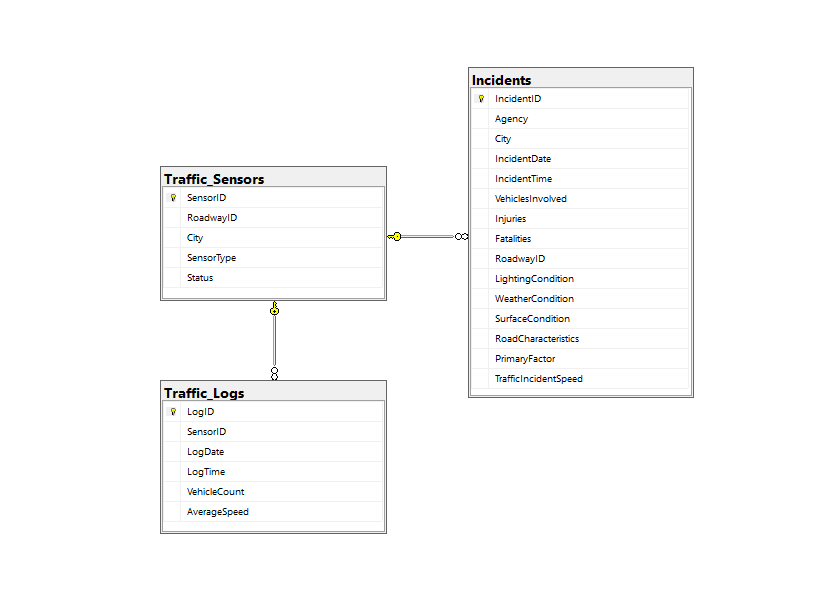 Incidents
IncidentID
Agency
City
IncidentDate
IncidentTime
VehiclesInvolved
Injuries
Fatalities
RoadwayID
LightingCondition
WeatherCondition
SurfaceCondition
RoadCharacteristics
PrimaryFactor
TrafficIncidentSpeed
Traffic_Sensors
SensorID
RoadwayID
City
SensorType
Status
Traffic_Logs
LogID
SensorID
LogDate
LogTime
VehicleCount
AverageSpeed